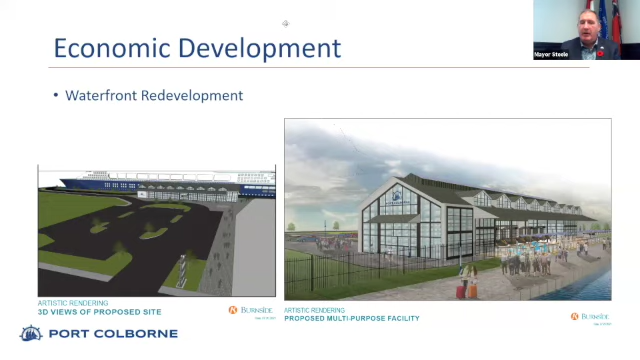 Economic Development
Mayor Steele
• Waterfront Redevelopment
ARTISTIC RENDERING
3D VIEWS OF PROPOSED SITE
BURNSIDE
ARTISTIC RENDERING
PROPOSED MULTI-PURPOSE FACILITY
BURNSIDE
PORT COLBORNE